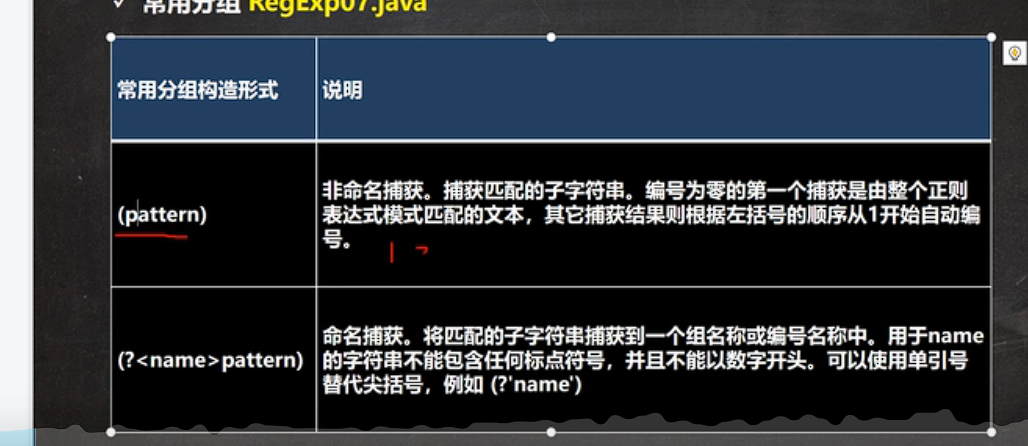 ✓ 常用分组 RegExp07.java
常用分组构造形式
说明
(pattern)
非命名捕获。捕获匹配的子字符串。编号为零的第一个捕获是由整个正则
表达式模式匹配的文本，其它捕获结果则根据左括号的顺序从1开始自动编
号。
(?<name>pattern)
命名捕获。将匹配的子字符串捕获到一个组名称或编号名称中。用于name
的字符串不能包含任何标点符号，并且不能以数字开头。可以使用单引号
替代尖括号，例如 (?'name')